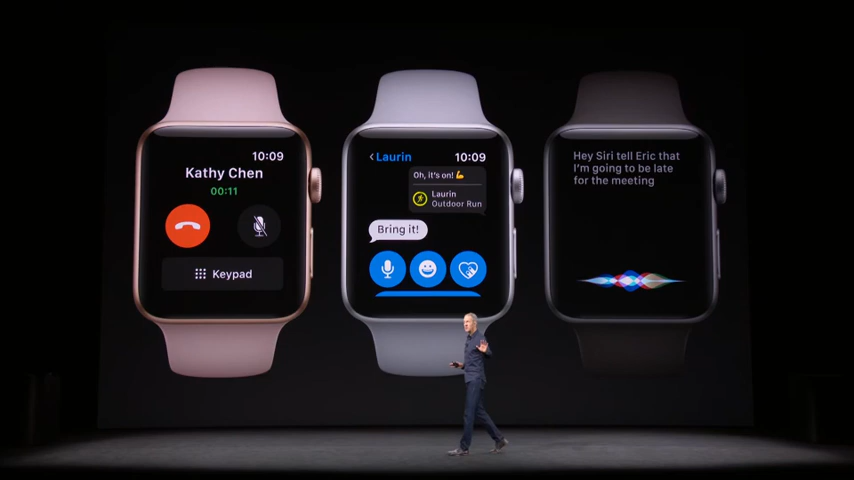 10:09
Kathy Chen
00:11
Keypad
Laurin
10:09
Oh, it's on! 💪
Laurin
Outdoor Run
Bring it!
Hey Siri tell Eric that
I'm going to be late
for the meeting